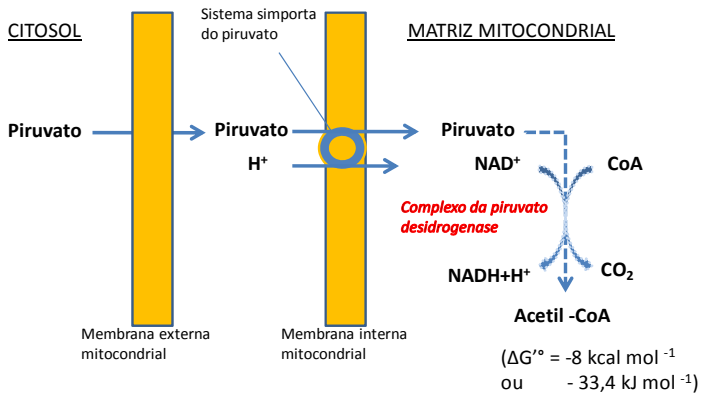 Sistema simporta
do piruvato
CITOSOL
MATRIZ MITOCONDRIAL
Piruvato
Piruvato
Piruvato
H⁺
NAD⁺
CoA
Complexo da piruvato
desidrogenase
NADH+H⁺
CO₂
Acetil -CoA
Membrana externa
mitocondrial
Membrana interna
mitocondrial
(ΔG’° = -8 kcal mol ⁻¹
ou - 33,4 kJ mol ⁻¹)